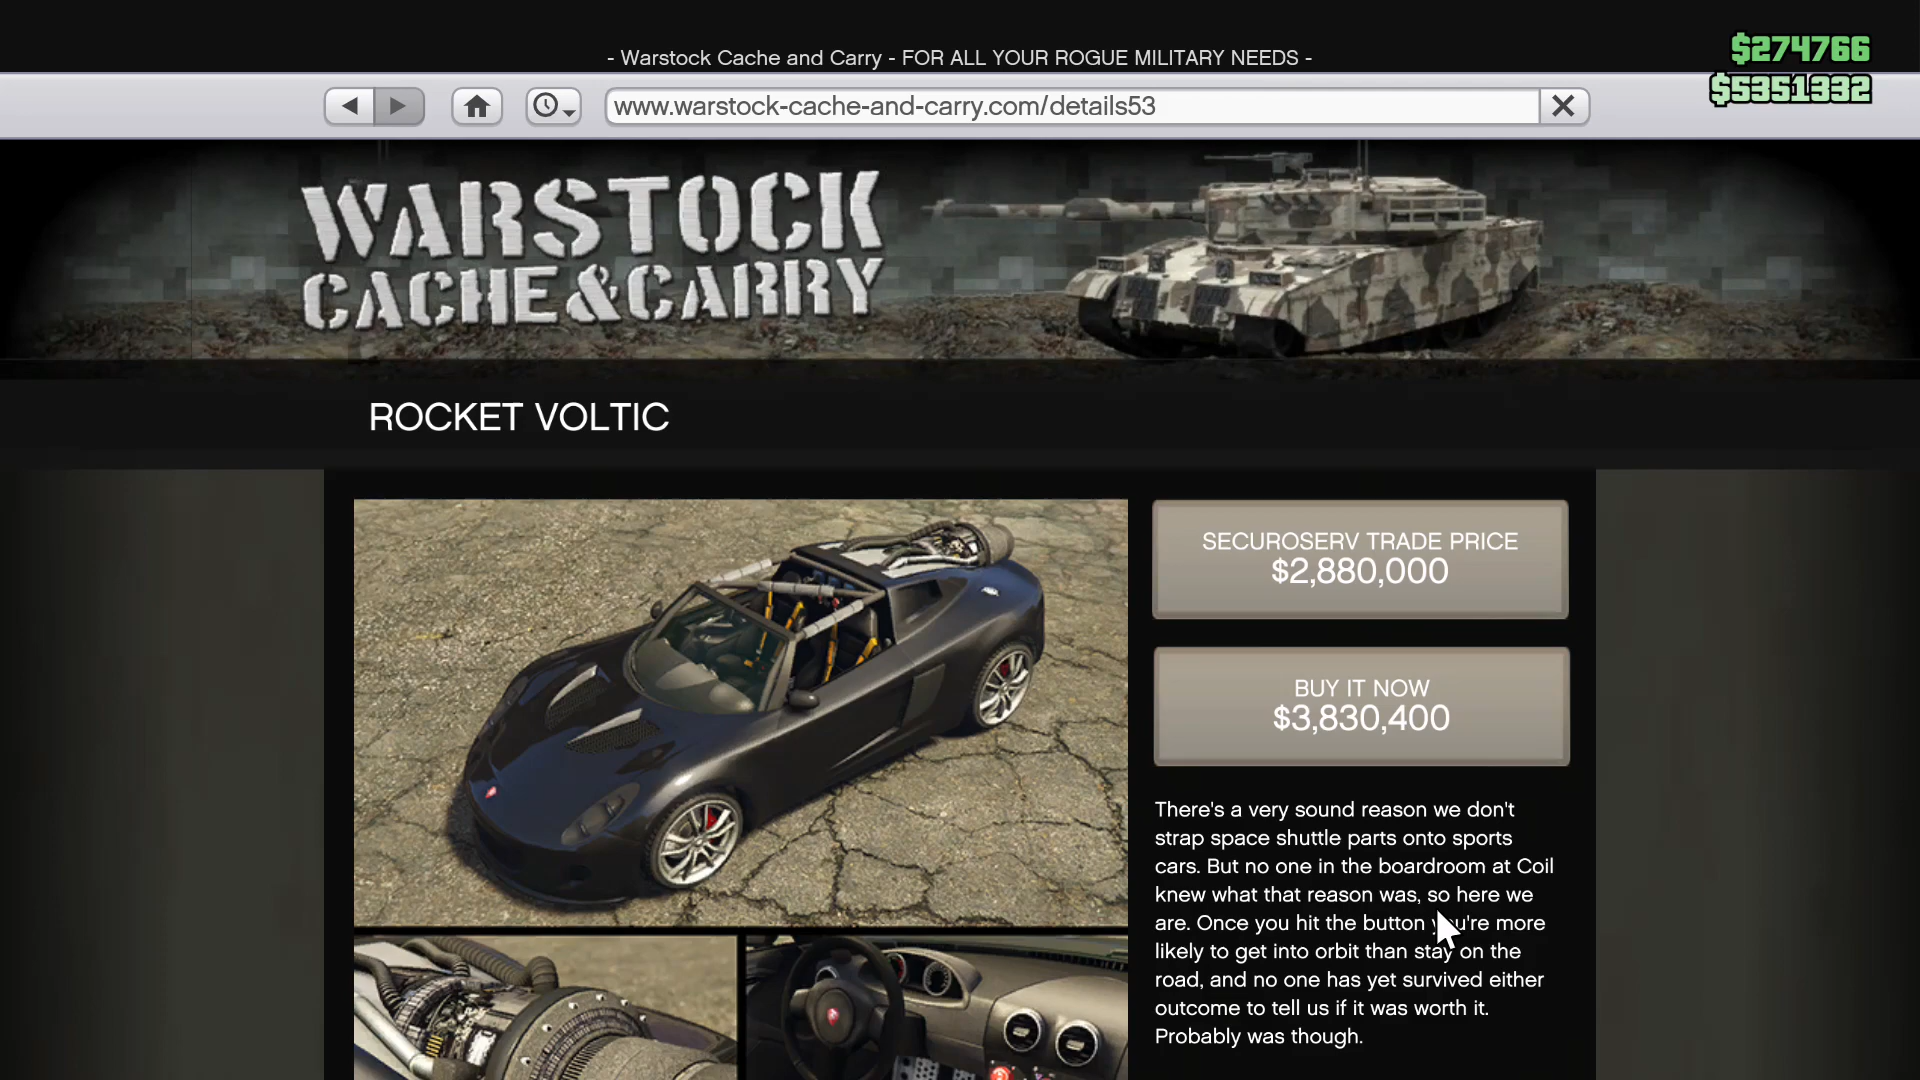 - Warstock Cache and Carry - FOR ALL YOUR ROGUE MILITARY NEEDS -
$274766
$5351332
www.warstock-cache-and-carry.com/details53
WARSTOCK
CACHE&CARRY
ROCKET VOLTIC
SECUROSERV TRADE PRICE
$2,880,000
BUY IT NOW
$3,830,400
There's a very sound reason we don't
strap space shuttle parts onto sports
cars. But no one in the boardroom at Coil
knew what that reason was, so here we
are. Once you hit the button you're more
likely to get into orbit than stay on the
road, and no one has yet survived either
outcome to tell us if it was worth it.
Probably was though.